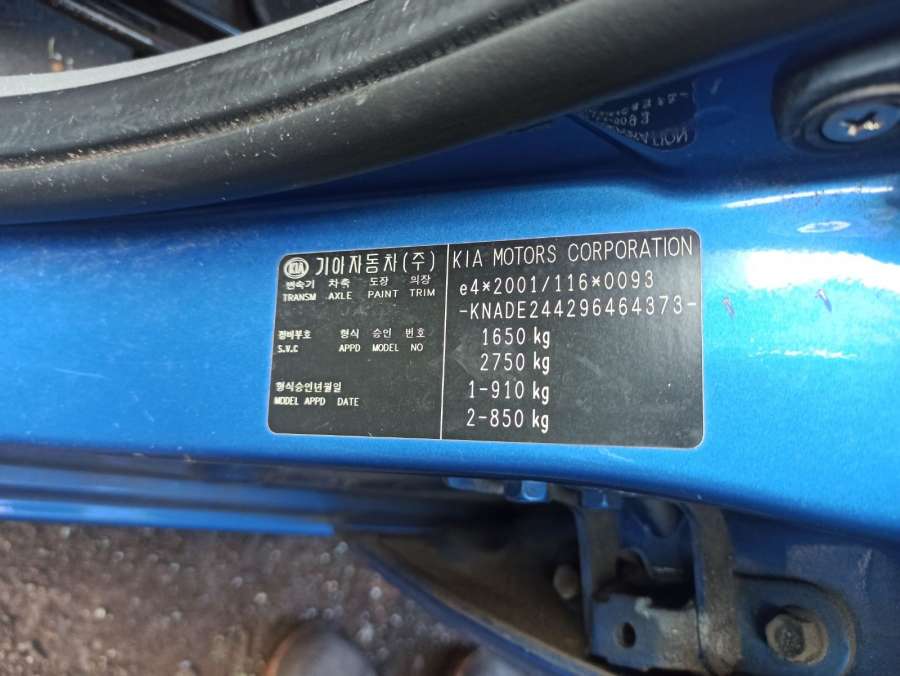 KIA 기아자동차(주)
변속기 차축 도장 의장
TRANSM AXLE PAINT TRIM
정비부호 형식 승인 번호
S.V.C APPD MODEL NO
형식승인년월일
MODEL APPD DATE
KIA MOTORS CORPORATION
e4*2001/116*0093
-KNADE244296464373-
1650 kg
2750 kg
1-910 kg
2-850 kg